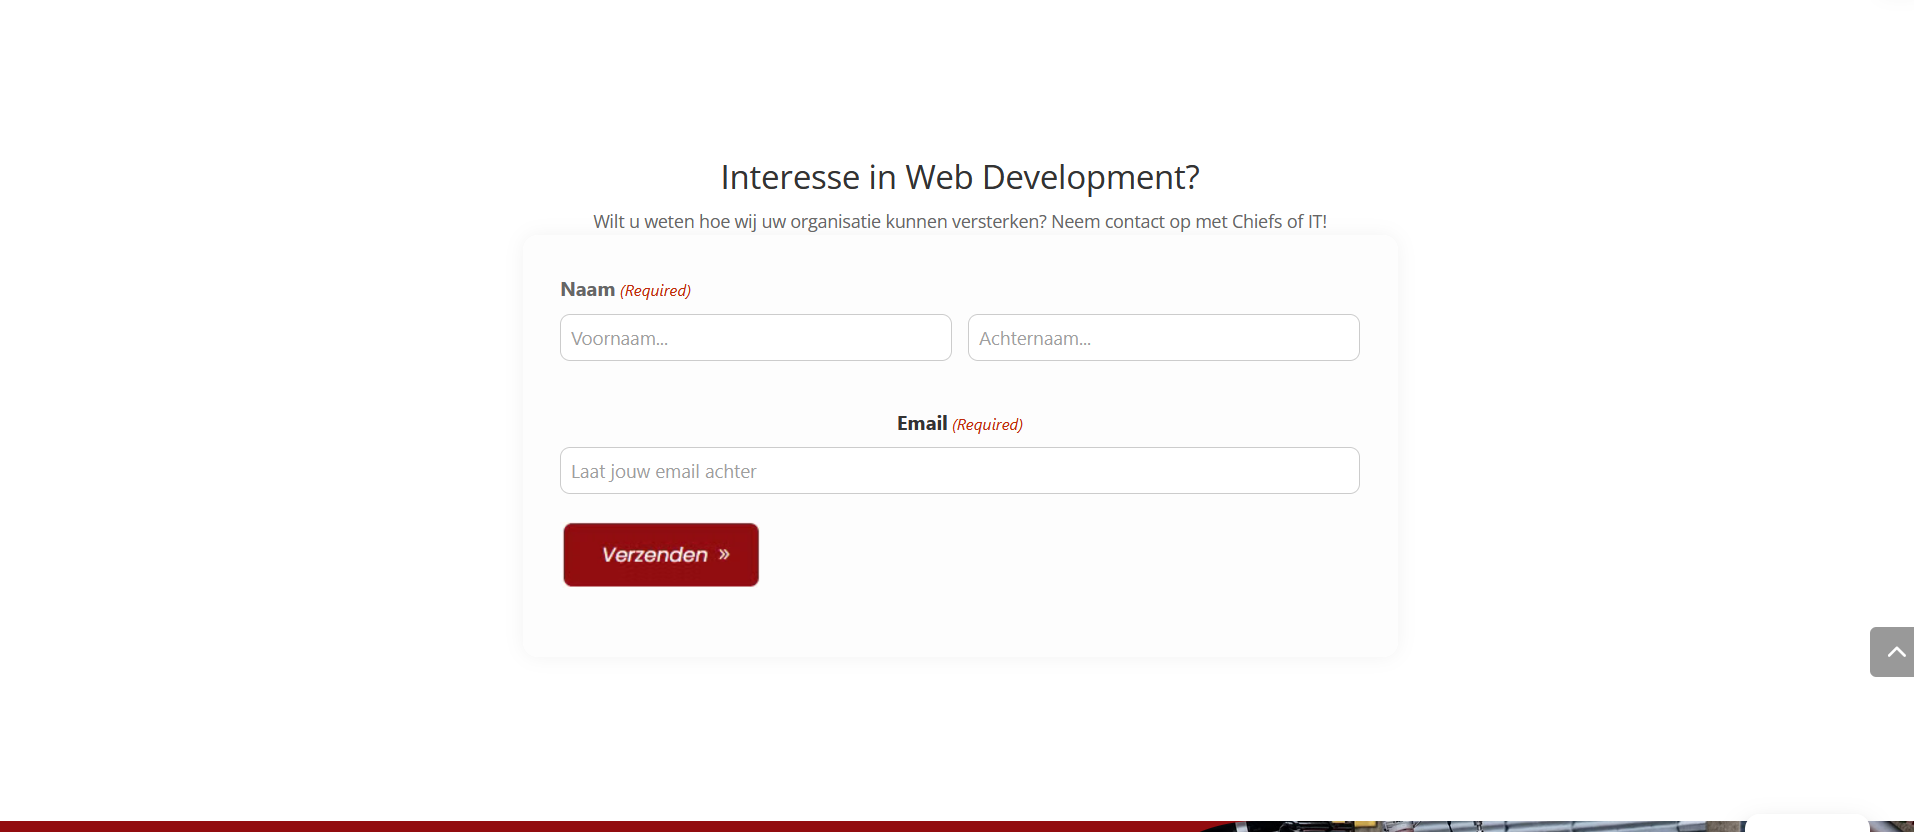 Interesse in Web Development?
Wilt u weten hoe wij uw organisatie kunnen versterken? Neem contact op met Chiefs of IT!
Naam (Required)
Voornaam... Achternaam...
Email (Required)
Laat jouw email achter
Verzenden »